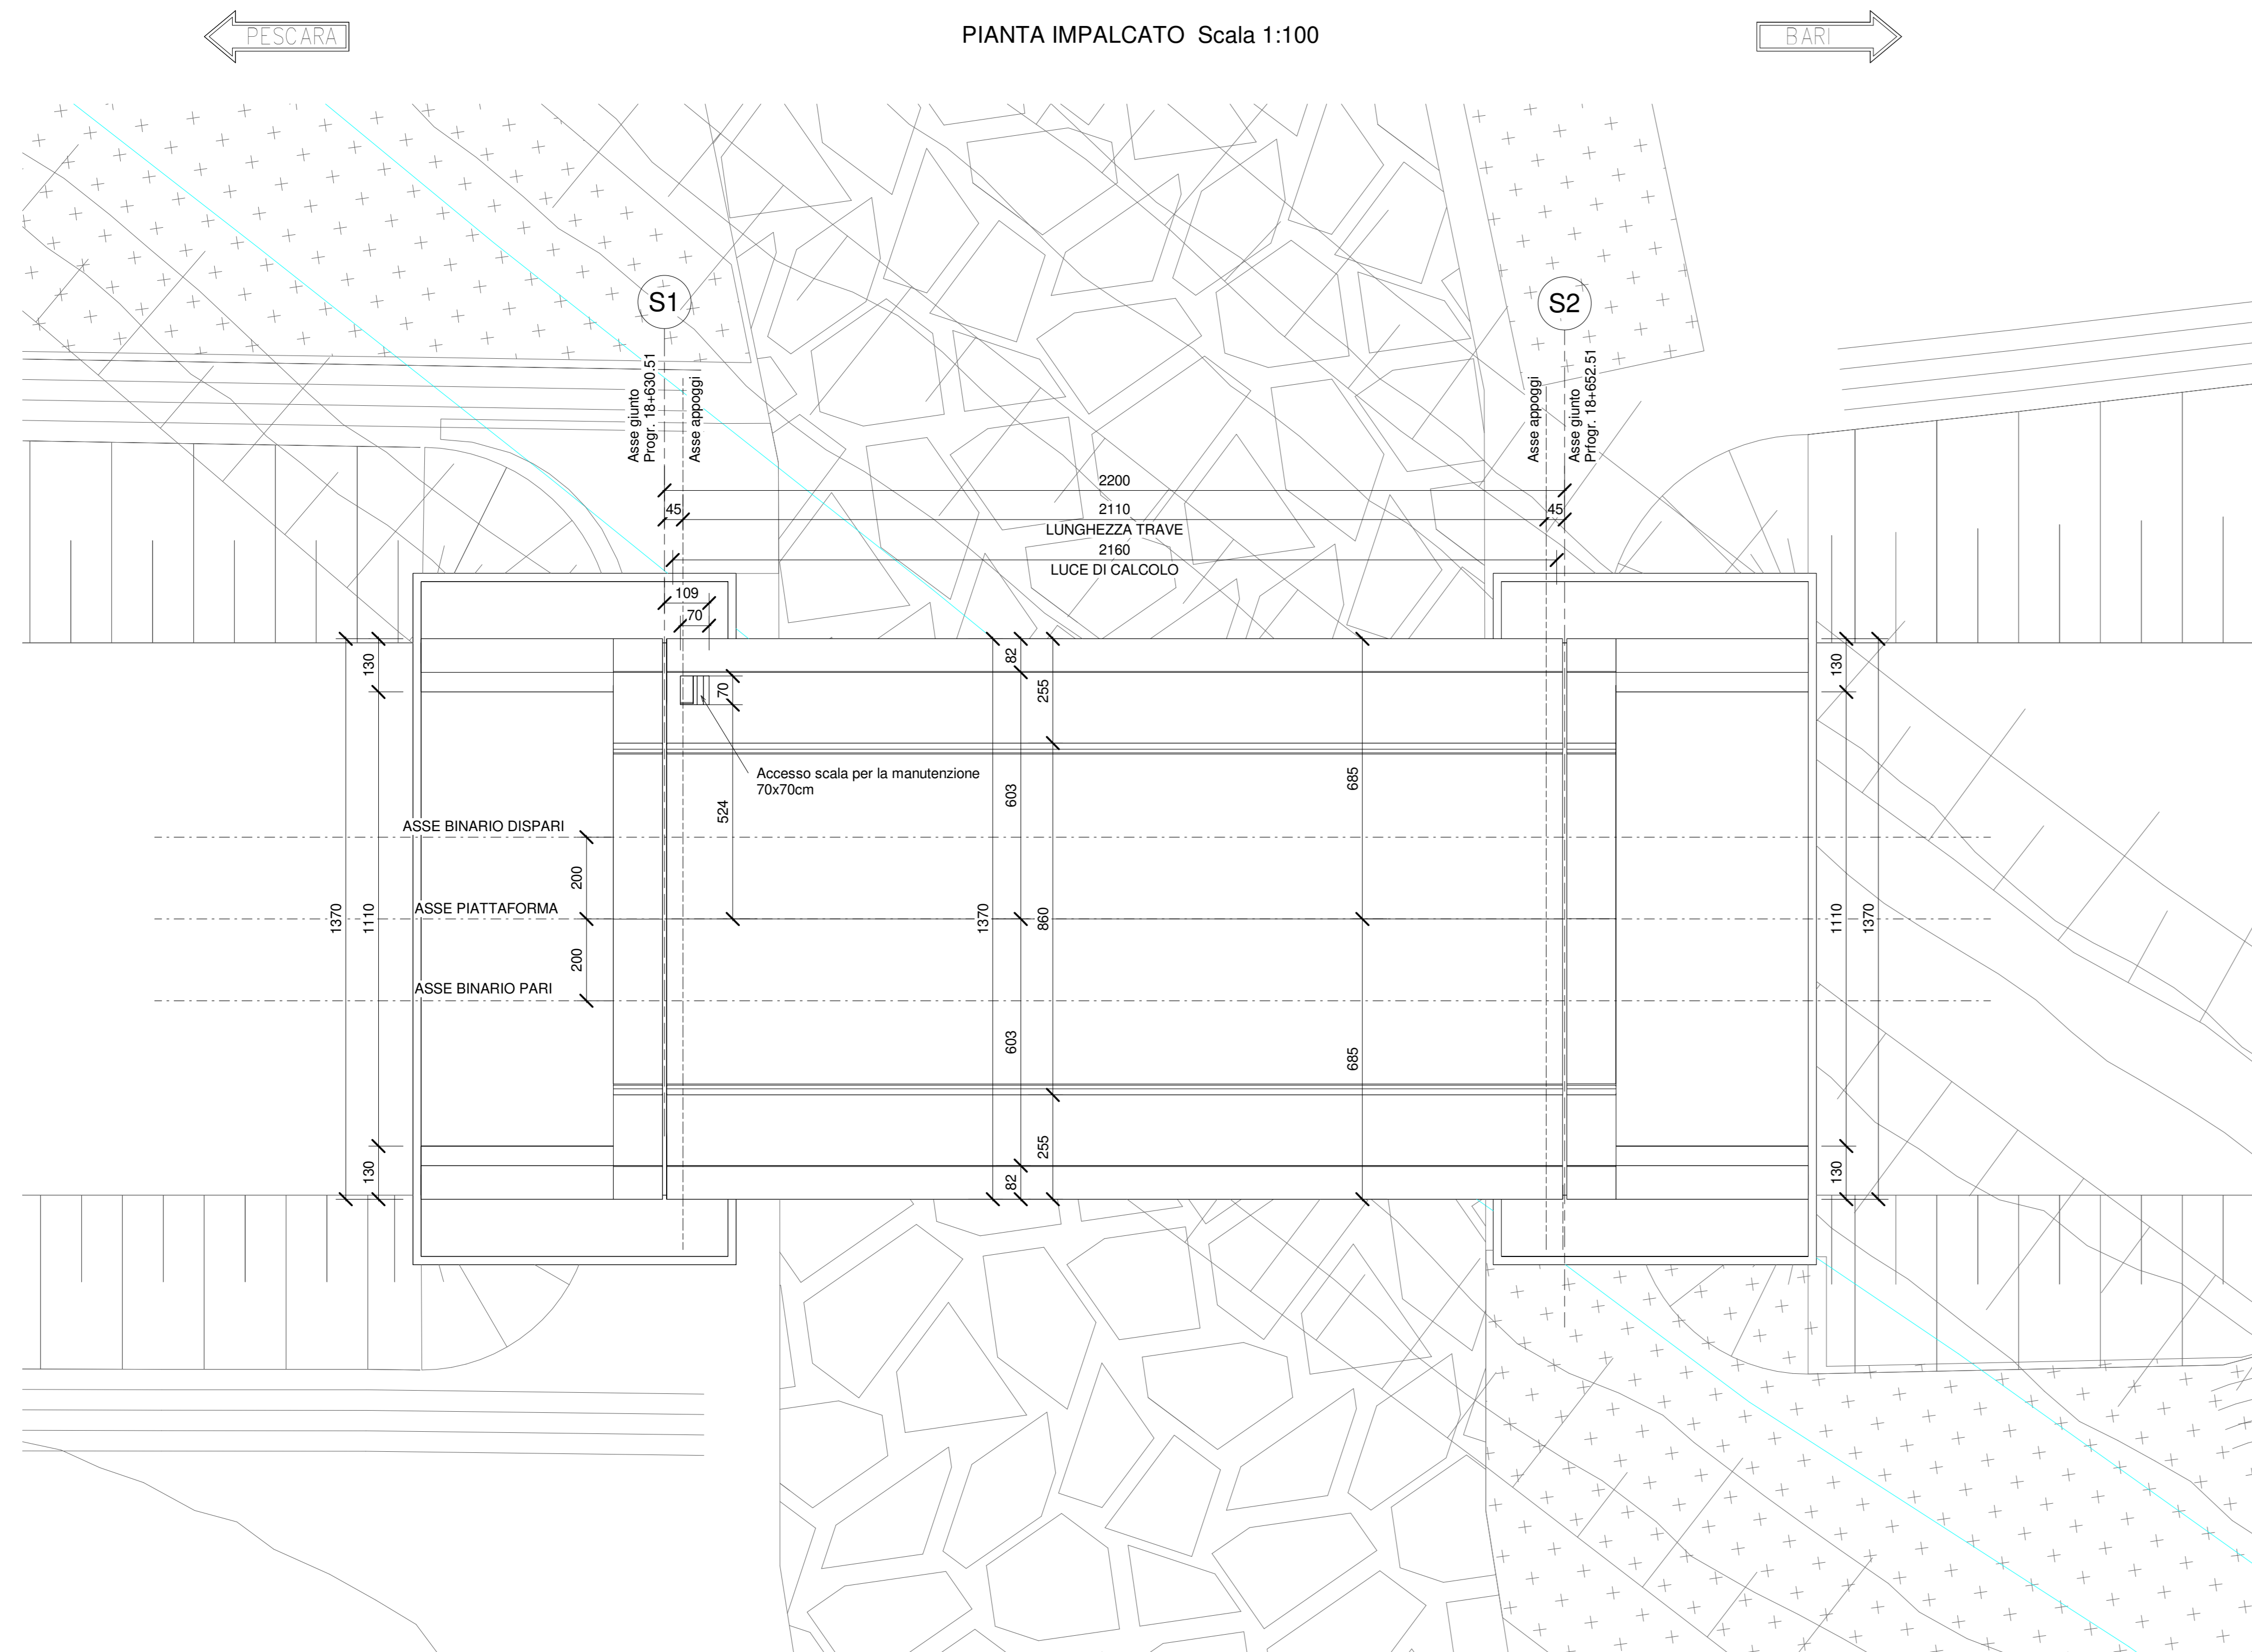 PESCARA
PIANTA IMPALCATO Scala 1:100
BARI
S1
S2
Asse giunto
Progr. 18+630.51
Asse appoggi
Asse appoggi
Asse giunto
Prfogr. 18+652.51
2200
45
2110
45
LUNGHEZZA TRAVE
2160
LUCE DI CALCOLO
109
70
130
82
130
70
255
Accesso scala per la manutenzione
70x70cm
524
603
685
ASSE BINARIO DISPARI
200
ASSE PIATTAFORMA
1370
1110
1370
860
1110
1370
200
ASSE BINARIO PARI
603
685
255
130
82
130